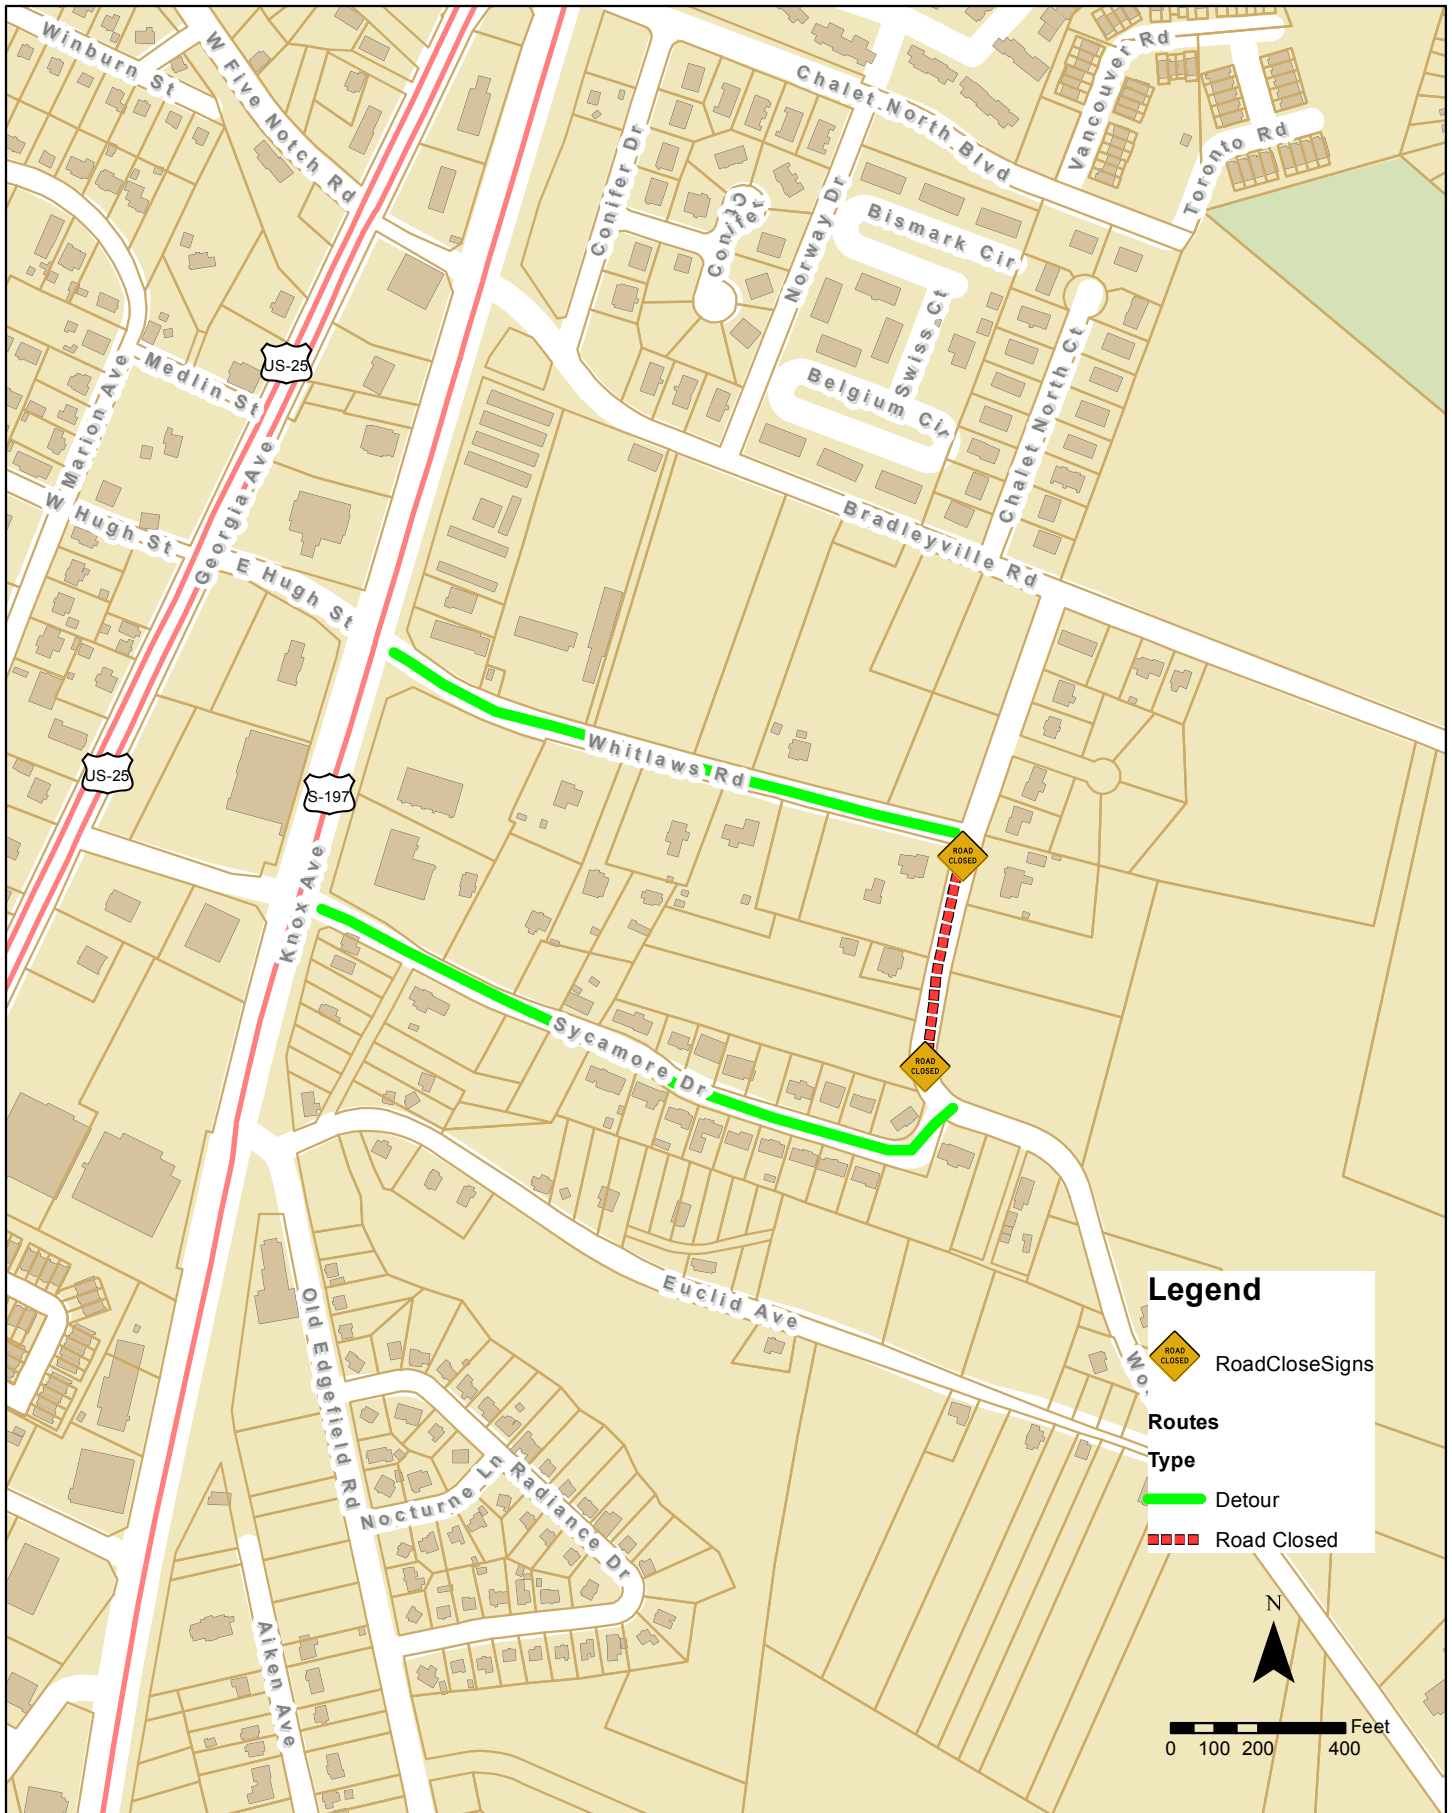 Winburn St
W Five Notch Rd
Vancouver Rd
Chalet North Blvd
Toronto Rd
Conifer Dr
Conifer Ct
Norway Dr
Bismark Cir
Swiss Ct
Belgium Cir
Chalet North Ct
US-25
Medlin St
W Marion Ave
Georgia Ave
W Hugh St
E Hugh St
Bradleyville Rd
Whitlaws Rd
US-25
S-197
Knox Ave
ROAD
CLOSED
Sycamore Dr
ROAD
CLOSED
Euclid Ave
Old Edgefield Rd
Nocturne Ln
Radiance Dr
Aiken Ave
Wo
Legend
ROAD
CLOSED
RoadCloseSigns
Routes
Type
Detour
Road Closed
N
Feet
0 100 200 400